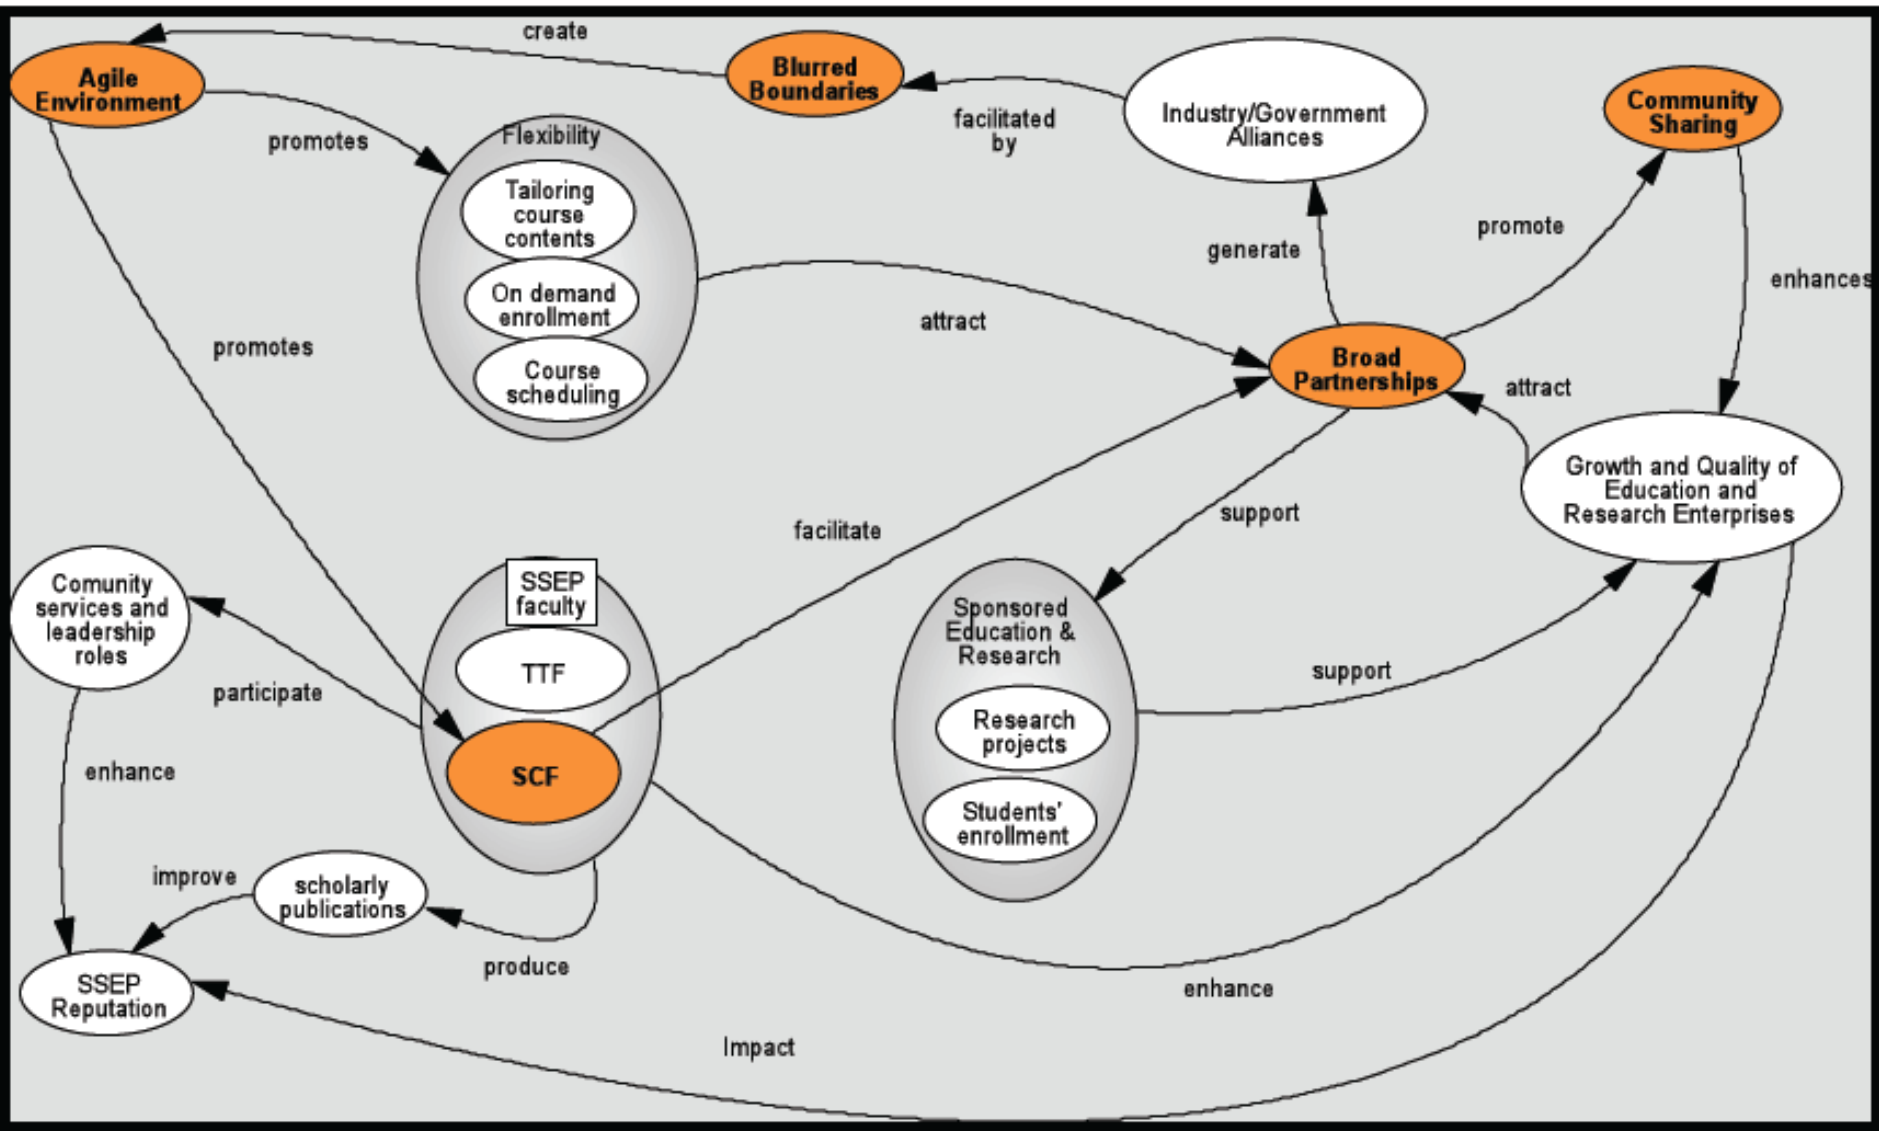 create
Agile
Environment
Blurred
Boundaries
Industry/Government
Alliances
Community
Sharing
facilitated
by
promotes
Flexibility
Tailoring
course
contents
On demand
enrollment
Course
scheduling
generate
promote
enhances
promotes
attract
Broad
Partnerships
attract
Growth and Quality of
Education and
Research Enterprises
support
facilitate
Comunity
services and
leadership
roles
SSEP
faculty
TTF
SCF
Sponsored
Education &
Research
Research
projects
Students'
enrollment
support
participate
enhance
improve
scholarly
publications
produce
SSEP
Reputation
enhance
Impact